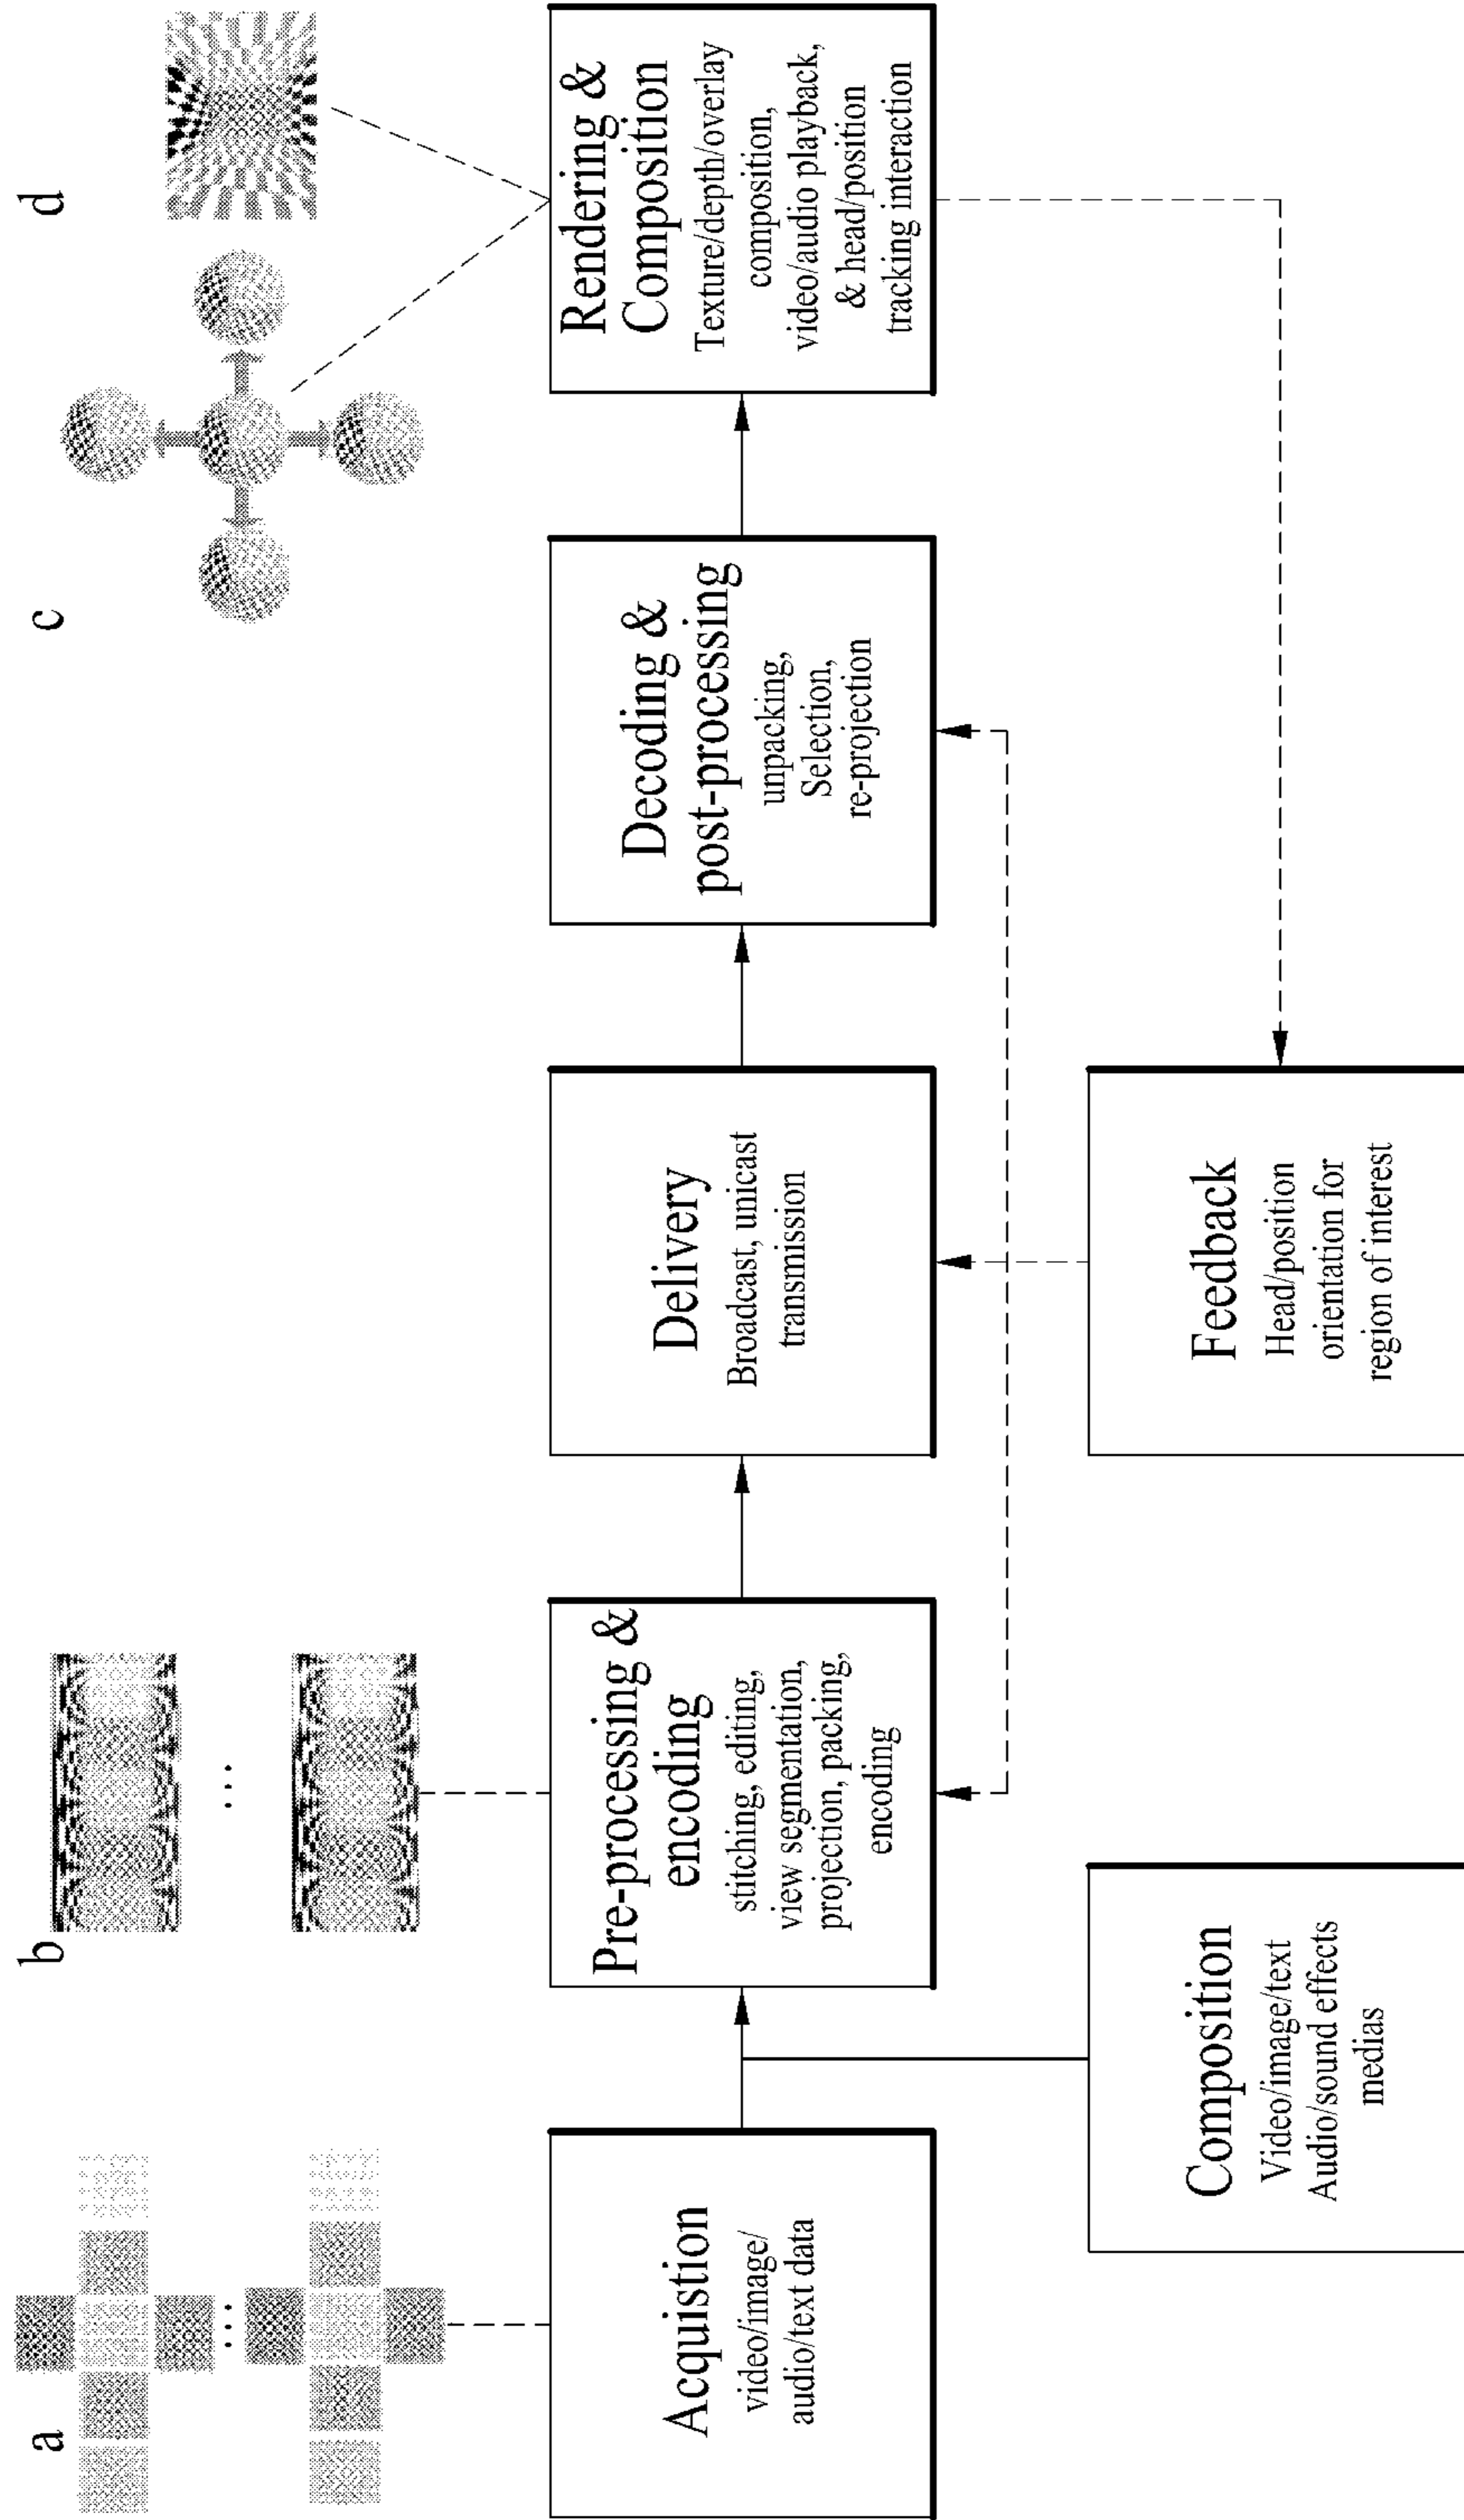 a
b
c
d
Acquistion
video/image/
audio/text data
Pre-processing &
encoding
stitching, editing,
view segmentation,
projection, packing,
encoding
Delivery
Broadcast, unicast
transmission
Decoding &
post-processing
unpacking,
Selection,
re-projection
Rendering &
Composition
Texture/depth/overlay
composition,
video/audio playback,
& head/position
tracking interaction
Composition
Video/image/text
Audio/sound effects
medias
Feedback
Head/position
orientation for
region of interest